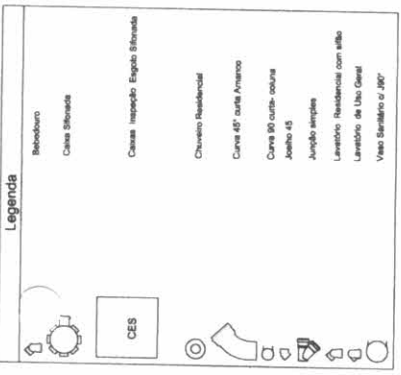 Legenda
Bebedouro
Caixa Sifonada
CES
Caixas Inspeção Esgoto Sifonada
Chuveiro Residencial
Curva 45° curta Amanco
Curva 90 curta- coluna
Joelho 45
Junção simples
Lavatório Residencial com sifão
Lavatório de Uso Geral
Vaso Sanitário c/ J90°